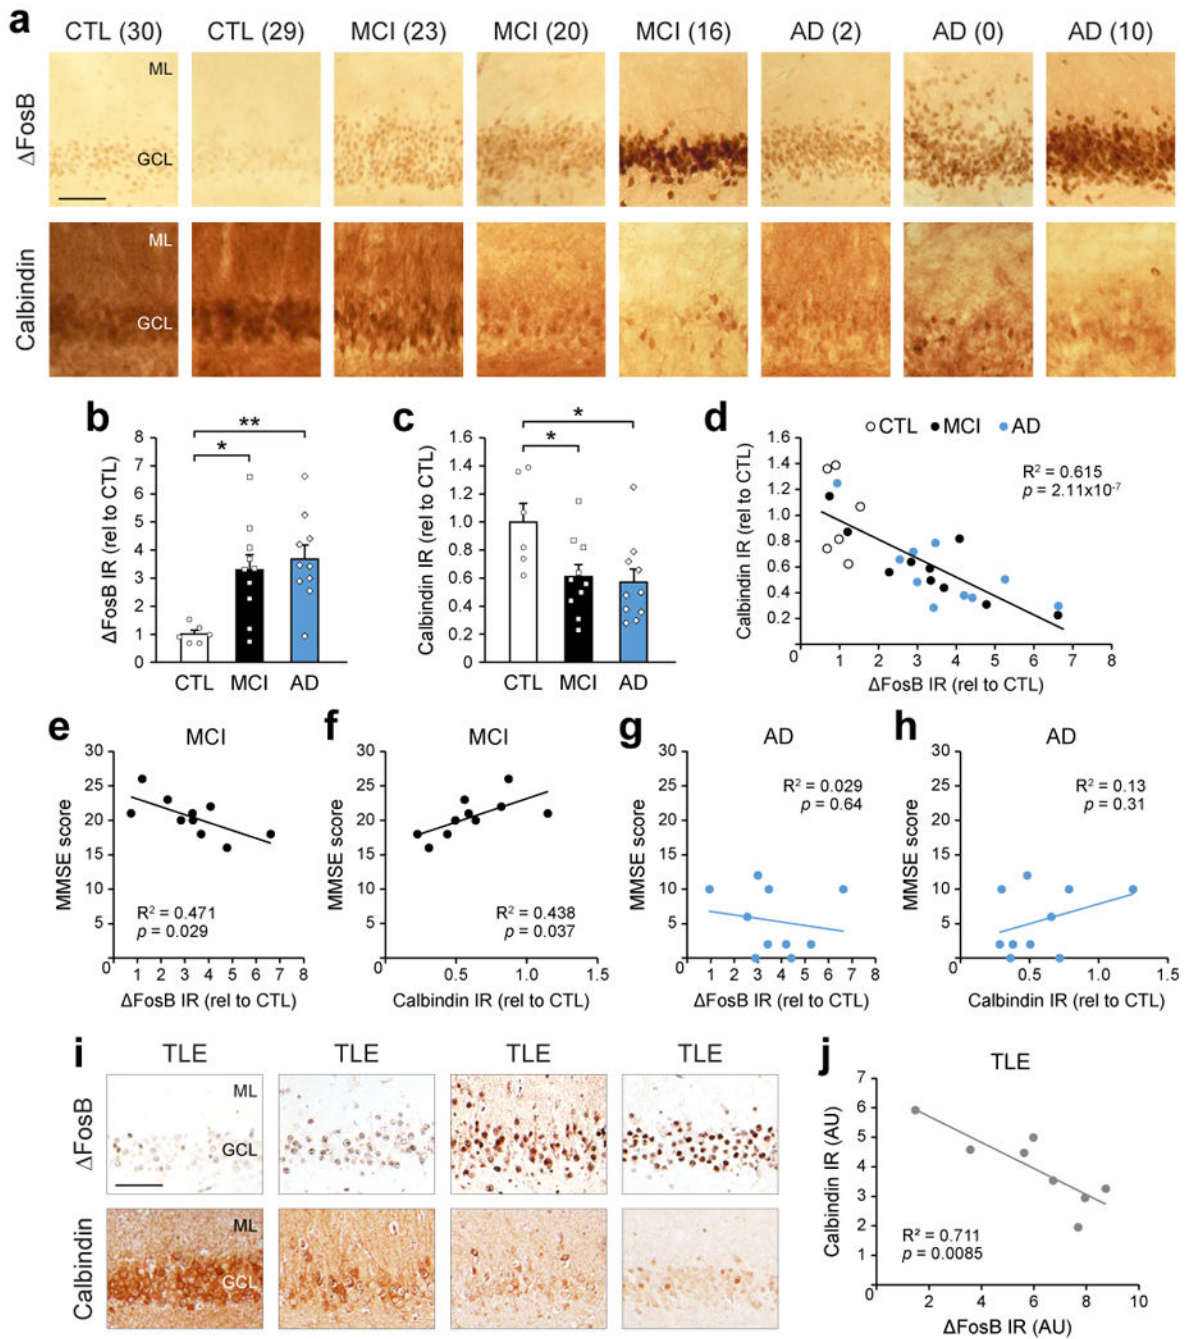 a
CTL (30) CTL (29) MCI (23) MCI (20) MCI (16) AD (2) AD (0) AD (10)
ΔFosB
ML
GCL
Calbindin
ML
GCL
b
ΔFosB IR (rel to CTL)
8
7
6
5
4
3
2
1
0
*
**
CTL MCI AD
c
Calbindin IR (rel to CTL)
1.6
1.4
1.2
1.0
0.8
0.6
0.4
0.2
0
*
*
CTL MCI AD
d
CTL MCI AD
Calbindin IR (rel to CTL)
1.6
1.4
1.2
1.0
0.8
0.6
0.4
0.2
R² = 0.615
p = 2.11x10⁻⁷
0 1 2 3 4 5 6 7 8
ΔFosB IR (rel to CTL)
e
MCI
MMSE score
30
25
20
15
10
5
R² = 0.471
p = 0.029
0 1 2 3 4 5 6 7 8
ΔFosB IR (rel to CTL)
f
MCI
MMSE score
30
25
20
15
10
5
R² = 0.438
p = 0.037
0 0.5 1.0 1.5
Calbindin IR (rel to CTL)
g
AD
MMSE score
30
25
20
15
10
5
R² = 0.029
p = 0.64
0 1 2 3 4 5 6 7 8
ΔFosB IR (rel to CTL)
h
AD
MMSE score
30
25
20
15
10
5
R² = 0.13
p = 0.31
0 0.5 1.0 1.5
Calbindin IR (rel to CTL)
i
TLE TLE TLE TLE
ΔFosB
ML
GCL
Calbindin
ML
GCL
j
TLE
Calbindin IR (AU)
7
6
5
4
3
2
1
R² = 0.711
p = 0.0085
0 2 4 6 8 10
ΔFosB IR (AU)